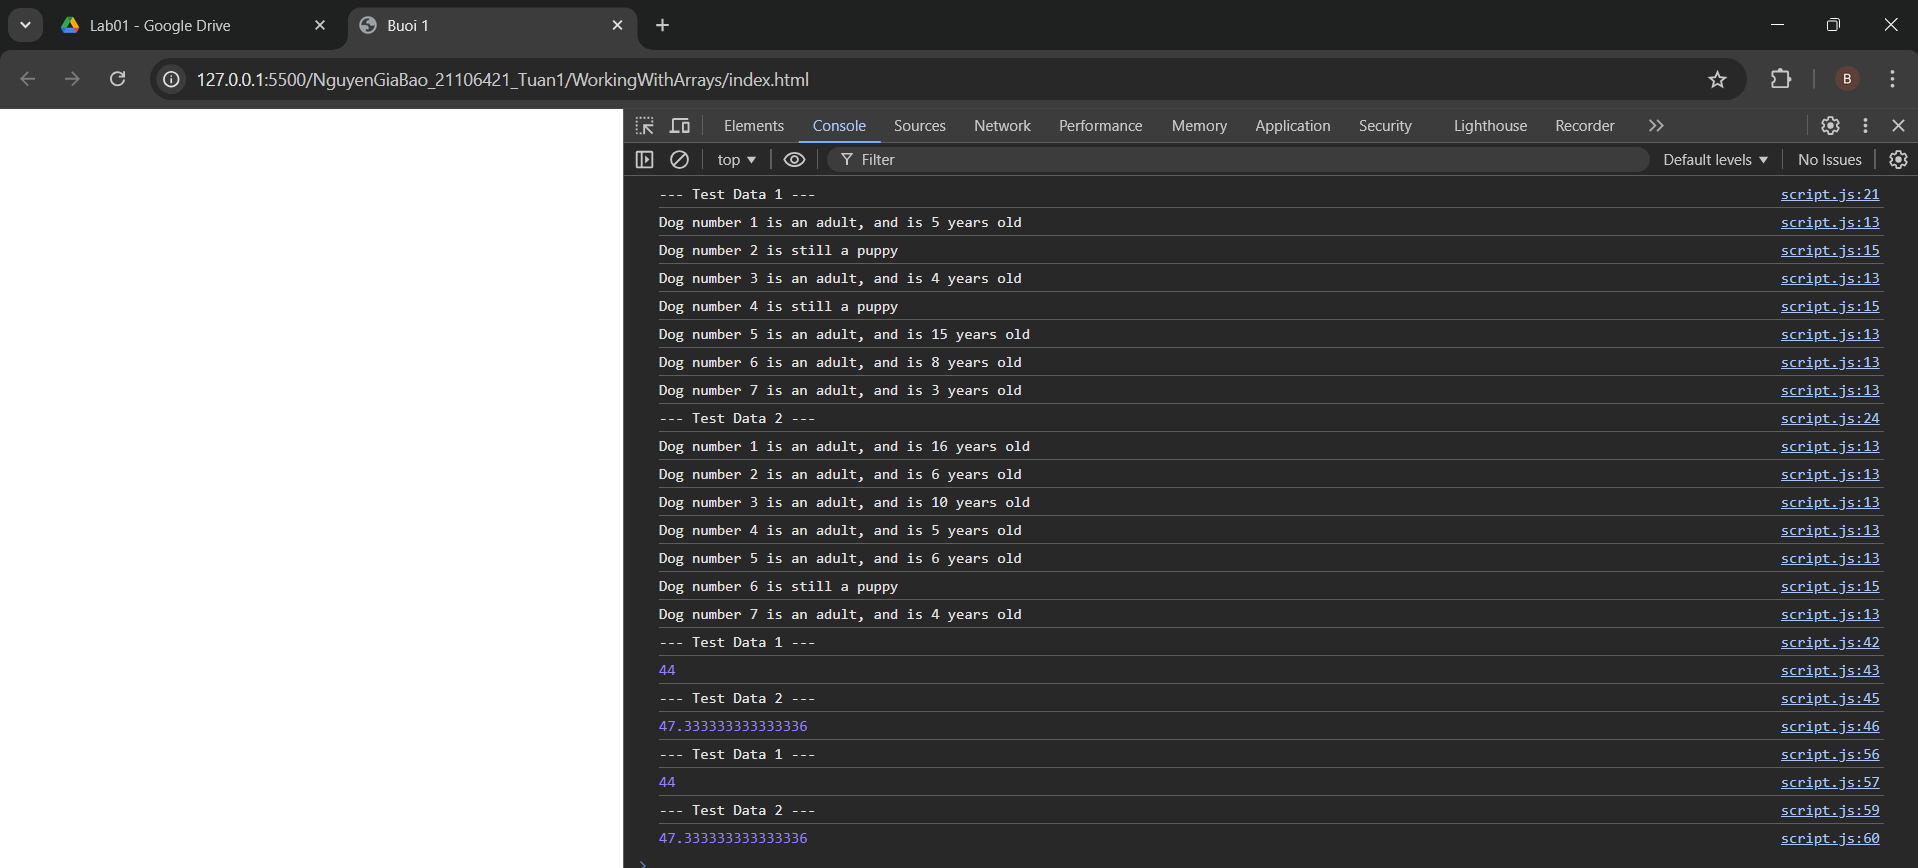 Lab01 - Google Drive
Buoi 1
127.0.0.1:5500/NguyenGiaBao_21106421_Tuan1/WorkingWithArrays/index.html
B
Elements Console Sources Network Performance Memory Application Security Lighthouse Recorder
top Filter Default levels No Issues
--- Test Data 1 --- script.js:21
Dog number 1 is an adult, and is 5 years old script.js:13
Dog number 2 is still a puppy script.js:15
Dog number 3 is an adult, and is 4 years old script.js:13
Dog number 4 is still a puppy script.js:15
Dog number 5 is an adult, and is 15 years old script.js:13
Dog number 6 is an adult, and is 8 years old script.js:13
Dog number 7 is an adult, and is 3 years old script.js:13
--- Test Data 2 --- script.js:24
Dog number 1 is an adult, and is 16 years old script.js:13
Dog number 2 is an adult, and is 6 years old script.js:13
Dog number 3 is an adult, and is 10 years old script.js:13
Dog number 4 is an adult, and is 5 years old script.js:13
Dog number 5 is an adult, and is 6 years old script.js:13
Dog number 6 is still a puppy script.js:15
Dog number 7 is an adult, and is 4 years old script.js:13
--- Test Data 1 --- script.js:42
44 script.js:43
--- Test Data 2 --- script.js:45
47.333333333333336 script.js:46
--- Test Data 1 --- script.js:56
44 script.js:57
--- Test Data 2 --- script.js:59
47.333333333333336 script.js:60